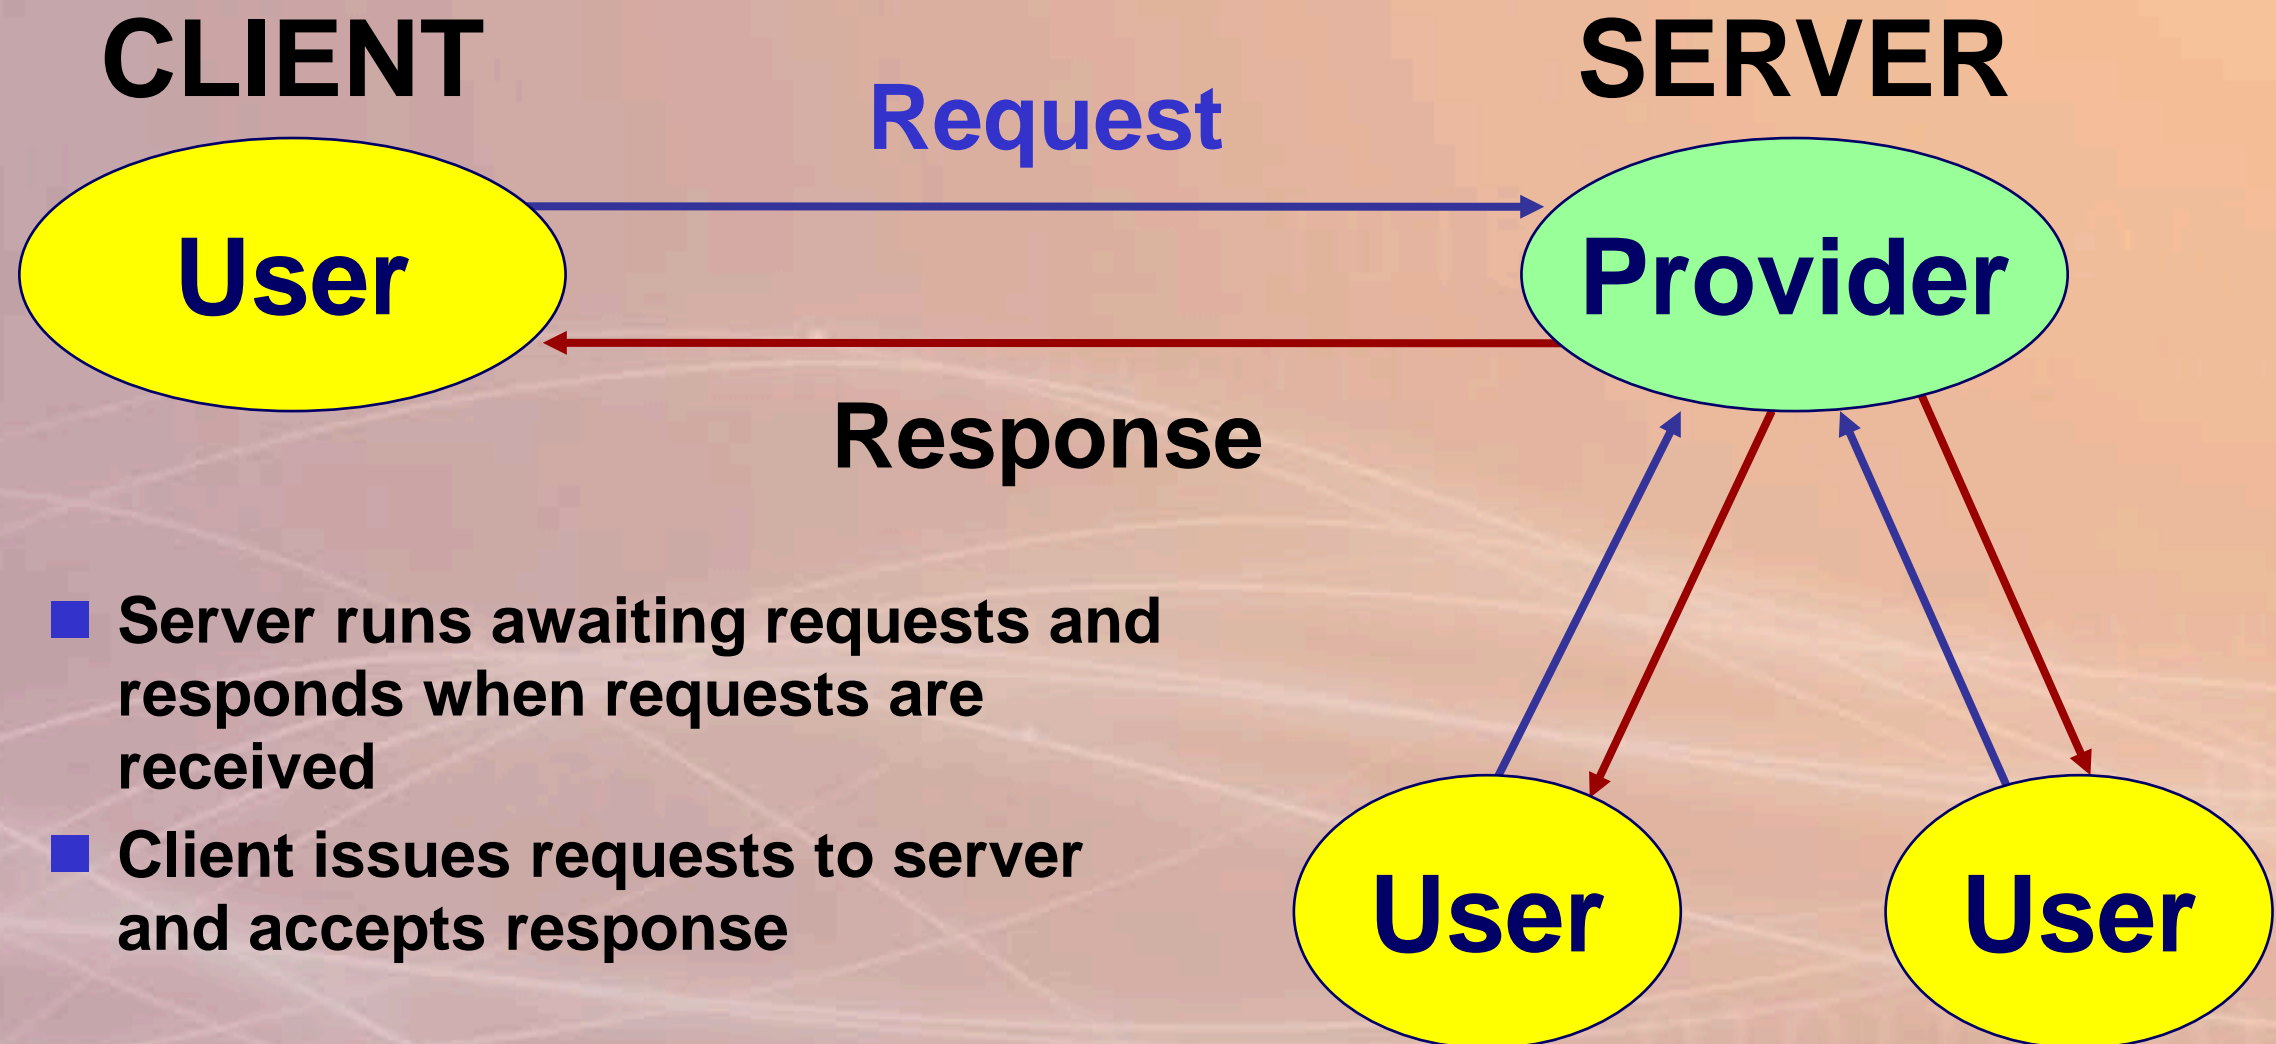 CLIENT
SERVER
Request
User
Provider
Response
Server runs awaiting requests and
responds when requests are
received
Client issues requests to server
and accepts response
User
User